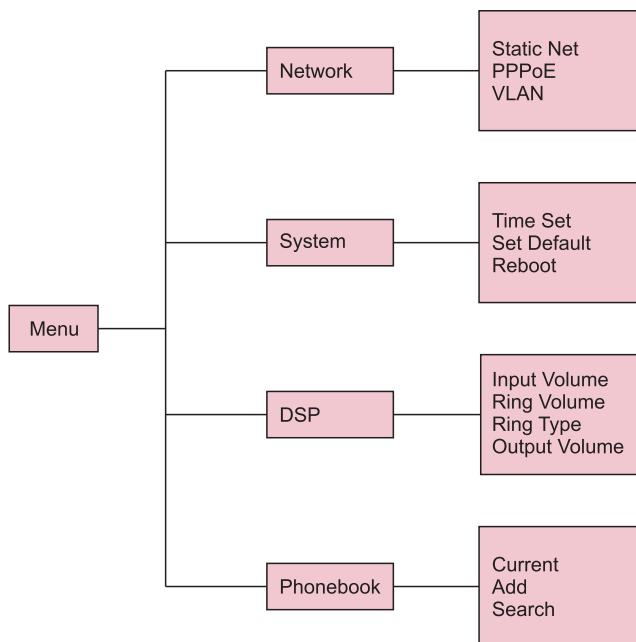 Network
Static Net
PPPoE
VLAN
System
Time Set
Set Default
Reboot
Menu
DSP
Input Volume
Ring Volume
Ring Type
Output Volume
Phonebook
Current
Add
Search